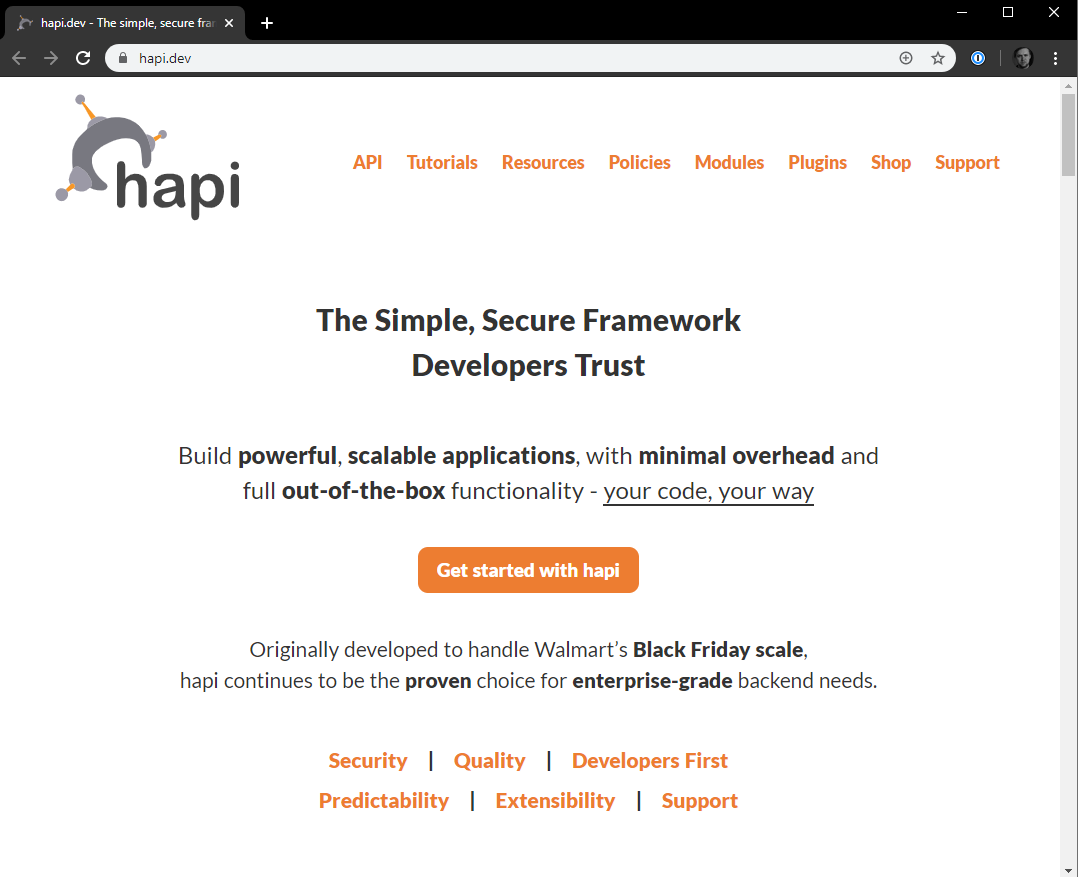 hapi.dev - The simple, secure fra
hapi.dev
hapi
API Tutorials Resources Policies Modules Plugins Shop Support
The Simple, Secure Framework
Developers Trust
Build powerful, scalable applications, with minimal overhead and
full out-of-the-box functionality - your code, your way
Get started with hapi
Originally developed to handle Walmart’s Black Friday scale,
hapi continues to be the proven choice for enterprise-grade backend needs.
Security | Quality | Developers First
Predictability | Extensibility | Support